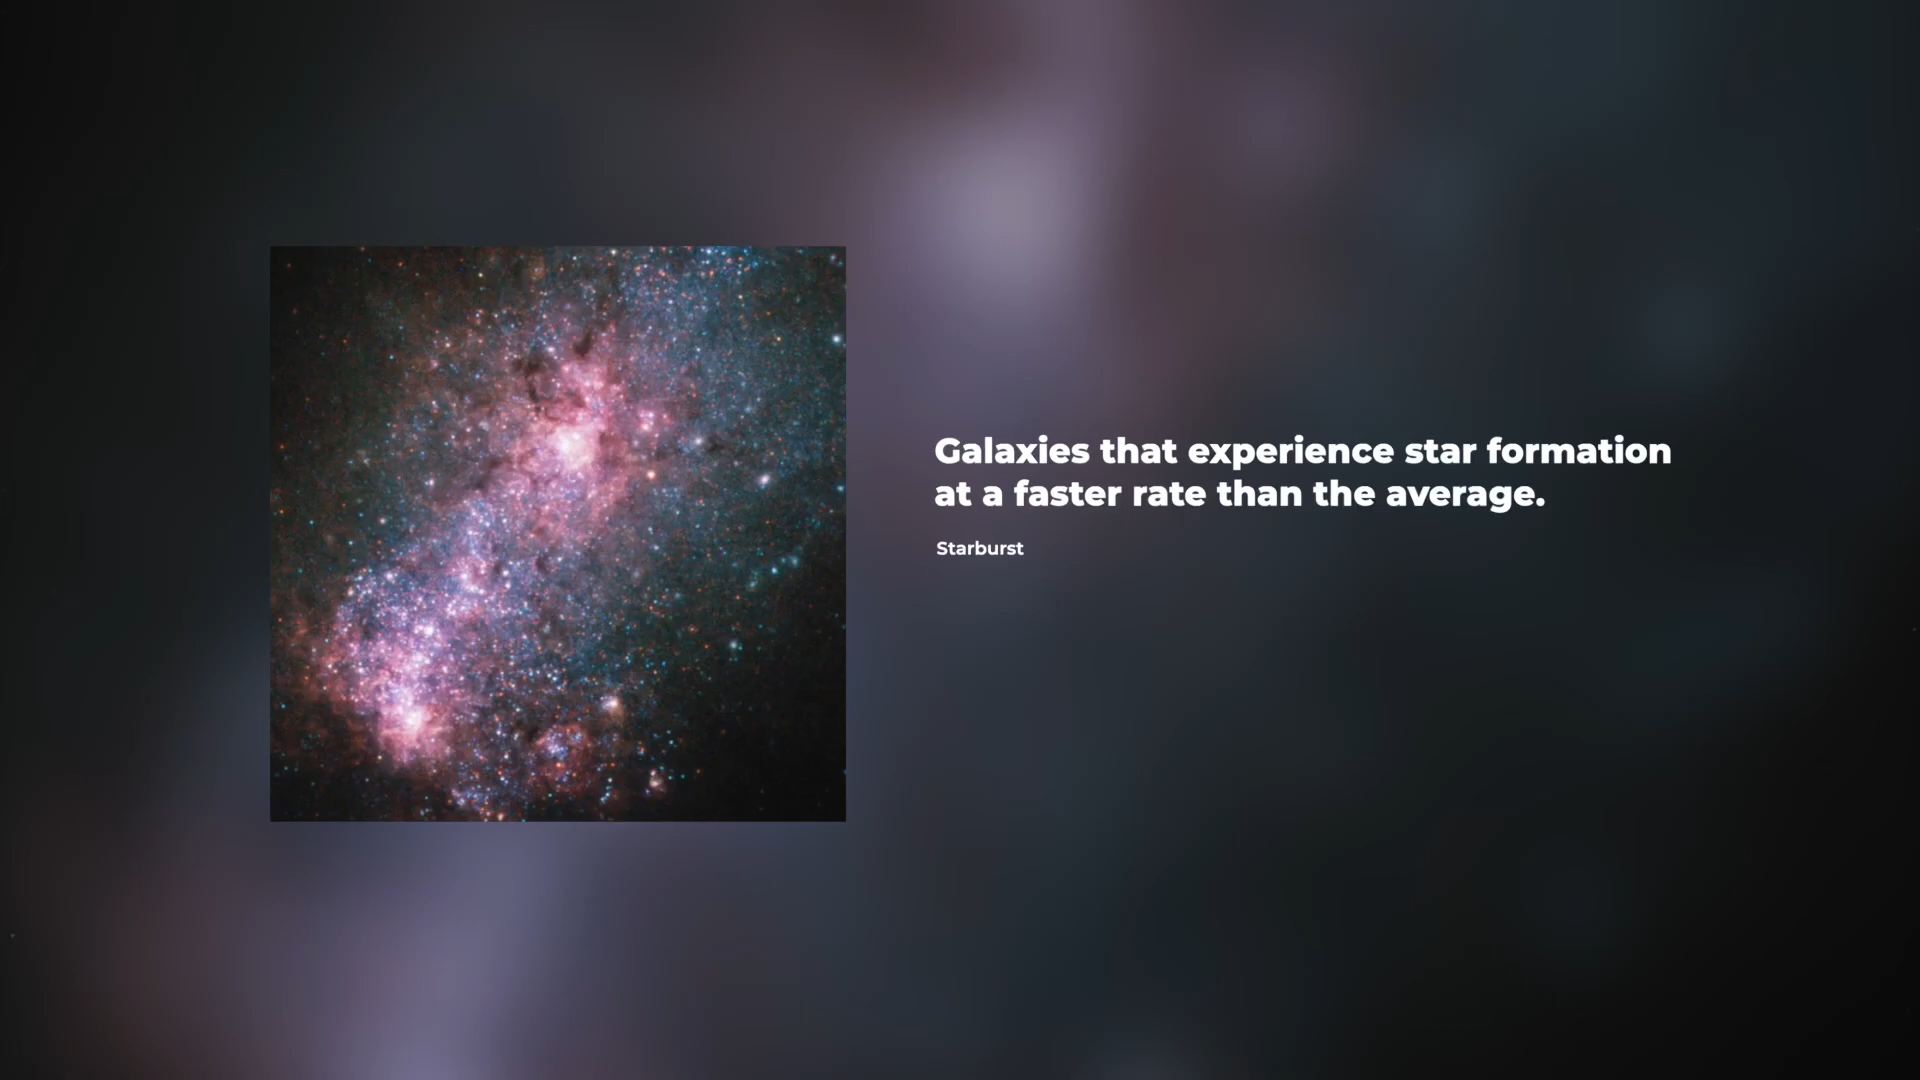 Galaxies that experience star formation
at a faster rate than the average.
Starburst